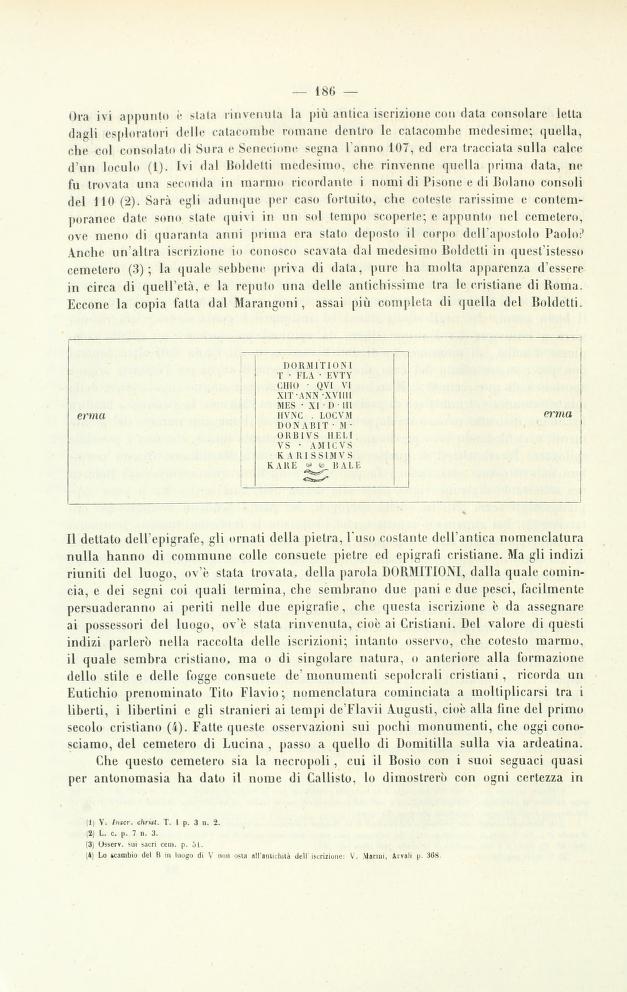 — 186 —
Ora ivi appunto è stata rinvenuta la più antica iscrizione con data consolare letta
dagli esploratori delle catacombe romane dentro le catacombe medesime; quella,
che col consolato di Sura e Senecione segna l'anno 107, ed era tracciata sulla calce
d'un loculo (1). Ivi dal Boldetti medesimo, che rinvenne quella prima data, ne
fu trovata una seconda in marmo ricordante i nomi di Pisone e di Bolano consoli
del 110 (2). Sarà egli adunque per caso fortuito, che coteste rarissime e contem-
poranee date sono state quivi in un sol tempo scoperte; e appunto nel cemetero,
ove meno di quaranta anni prima era stato deposto il corpo dell'apostolo Paolo?
Anche un'altra iscrizione io conosco scavata dal medesimo Boldetti in quest'istesso
cemetero (3); la quale sebbene priva di data, pure ha molta apparenza d'essere
in circa di quell'età, e la reputo una delle antichissime tra le cristiane di Roma.
Eccone la copia fatta dal Marangoni, assai più completa di quella del Boldetti.
DORMITIONI
T · FLA · EVTY
CHIO · QVI VI
XIT·ANN·XVIIII
MES · XI · D · III
erma HVNC . LOCVM erma
DONABIT · M·
ORBIVS HELI
VS · AMICVS
KARISSIMVS
KARE BALE
Il dettato dell'epigrafe, gli ornati della pietra, l'uso costante dell'antica nomenclatura
nulla hanno di commune colle consuete pietre ed epigrafi cristiane. Ma gli indizi
riuniti del luogo, ov'è stata trovata, della parola DORMITIONI, dalla quale comin-
cia, e dei segni coi quali termina, che sembrano due pani e due pesci, facilmente
persuaderanno ai periti nelle due epigrafie, che questa iscrizione è da assegnare
ai possessori del luogo, ov'è stata rinvenuta, cioè ai Cristiani. Del valore di questi
indizi parlerò nella raccolta delle iscrizioni; intanto osservo, che cotesto marmo,
il quale sembra cristiano, ma o di singolare natura, o anteriore alla formazione
dello stile e delle fogge consuete de' monumenti sepolcrali cristiani, ricorda un
Eutichio prenominato Tito Flavio; nomenclatura cominciata a moltiplicarsi tra i
liberti, i libertini e gli stranieri ai tempi de'Flavii Augusti, cioè alla fine del primo
secolo cristiano (4). Fatte queste osservazioni sui pochi monumenti, che oggi cono-
sciamo, del cemetero di Lucina, passo a quello di Domitilla sulla via ardeatina.
Che questo cemetero sia la necropoli, cui il Bosio con i suoi seguaci quasi
per antonomasia ha dato il nome di Callisto, lo dimostrerò con ogni certezza in
(1) V. Inscr. christ. T. I p. 3 n. 2.
(2) L. c. p. 7 n. 3.
(3) Osserv. sui sacri cem. p. 51.
(4) Lo scambio del B in luogo di V non osta all'antichità dell'iscrizione: V. Marini, Arvali p. 368.